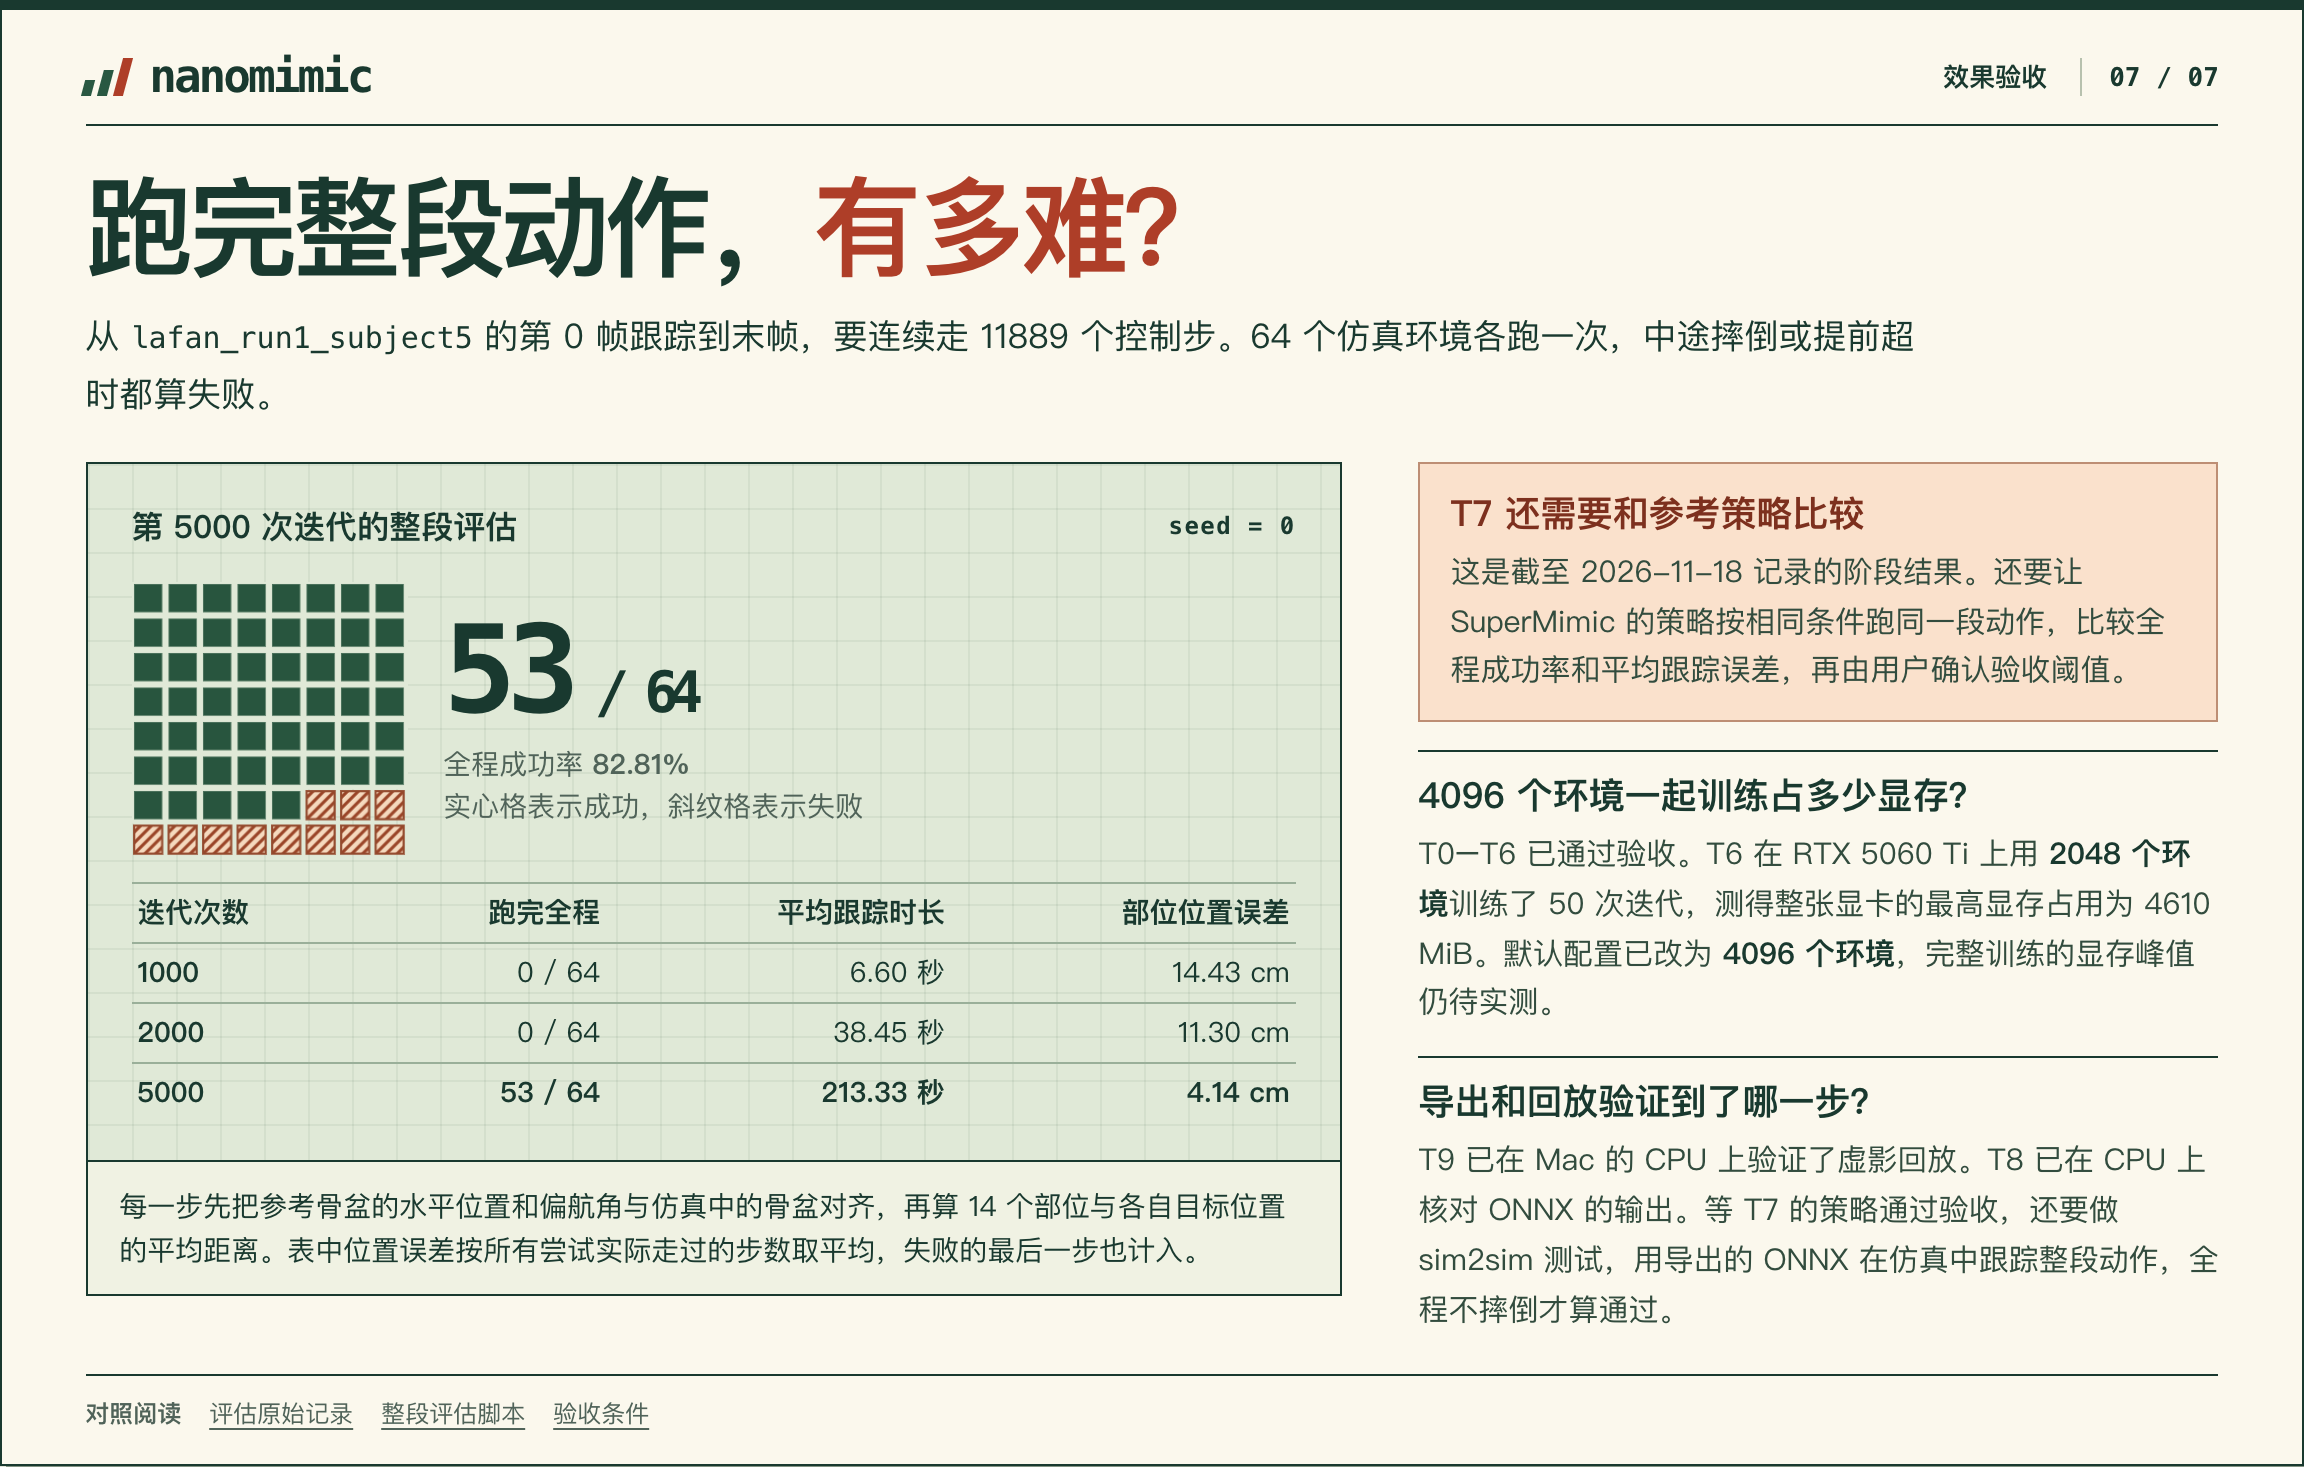 nanomimic
效果验收 07 / 07
跑完整段动作，有多难？
从 lafan_run1_subject5 的第 0 帧跟踪到末帧，要连续走 11889 个控制步。64 个仿真环境各跑一次，中途摔倒或提前超
时都算失败。
第 5000 次迭代的整段评估
seed = 0
53 / 64
全程成功率 82.81%
实心格表示成功，斜纹格表示失败
迭代次数 跑完全程 平均跟踪时长 部位位置误差
1000 0 / 64 6.60 秒 14.43 cm
2000 0 / 64 38.45 秒 11.30 cm
5000 53 / 64 213.33 秒 4.14 cm
每一步先把参考骨盆的水平位置和偏航角与仿真中的骨盆对齐，再算 14 个部位与各自目标位置
的平均距离。表中位置误差按所有尝试实际走过的步数取平均，失败的最后一步也计入。
T7 还需要和参考策略比较
这是截至 2026-11-18 记录的阶段结果。还要让
SuperMimic 的策略按相同条件跑同一段动作，比较全
程成功率和平均跟踪误差，再由用户确认验收阈值。
4096 个环境一起训练占多少显存？
T0—T6 已通过验收。T6 在 RTX 5060 Ti 上用 2048 个环
境训练了 50 次迭代，测得整张显卡的最高显存占用为 4610
MiB。默认配置已改为 4096 个环境，完整训练的显存峰值
仍待实测。
导出和回放验证到了哪一步？
T9 已在 Mac 的 CPU 上验证了虚影回放。T8 已在 CPU 上
核对 ONNX 的输出。等 T7 的策略通过验收，还要做
sim2sim 测试，用导出的 ONNX 在仿真中跟踪整段动作，全
程不摔倒才算通过。
对照阅读 评估原始记录 整段评估脚本 验收条件